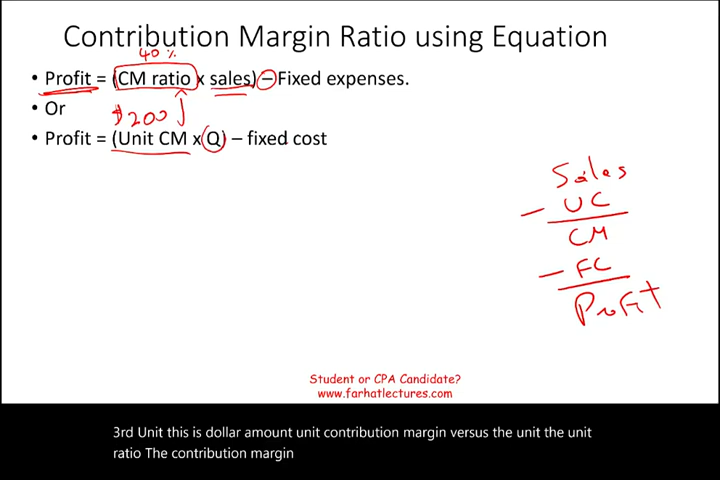 Contribution Margin Ratio using Equation
40 %
• Profit = (CM ratio x sales) – Fixed expenses.
• Or
$200
• Profit = (Unit CM x Q) – fixed cost
Sales
– VC
CM
– FC
Profit
Student or CPA Candidate?
www.farhatlectures.com
3rd Unit this is dollar amount unit contribution margin versus the unit the unit
ratio The contribution margin